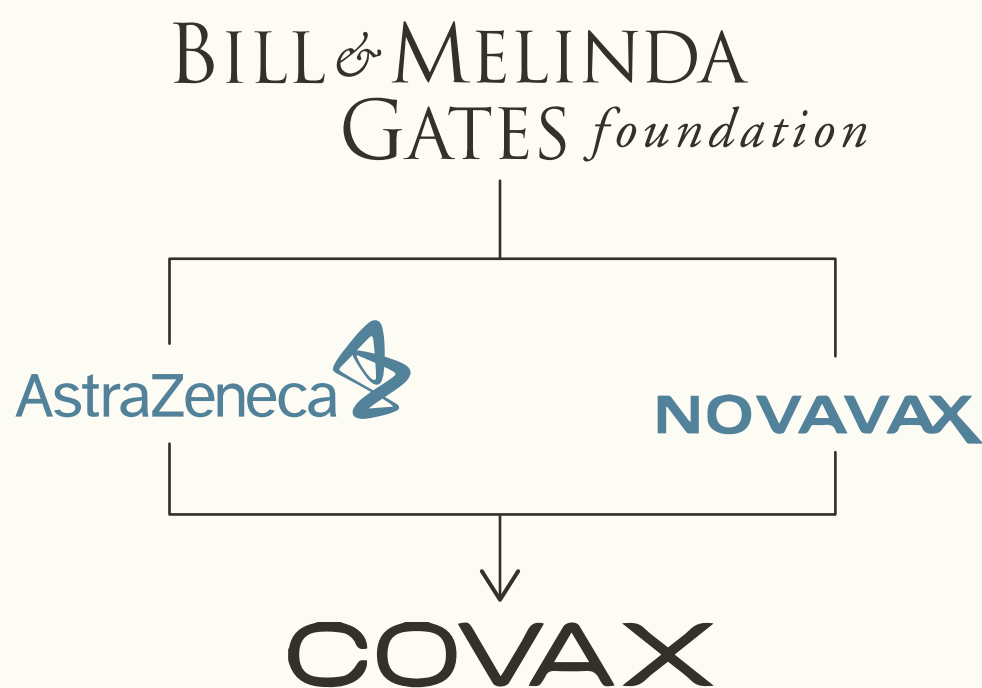 BILL & MELINDA
GATES foundation
AstraZeneca
NOVAVAX
COVAX